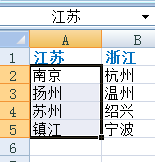 江苏
A B
1 江苏 浙江
2 南京 杭州
3 扬州 温州
4 苏州 绍兴
5 镇江 宁波